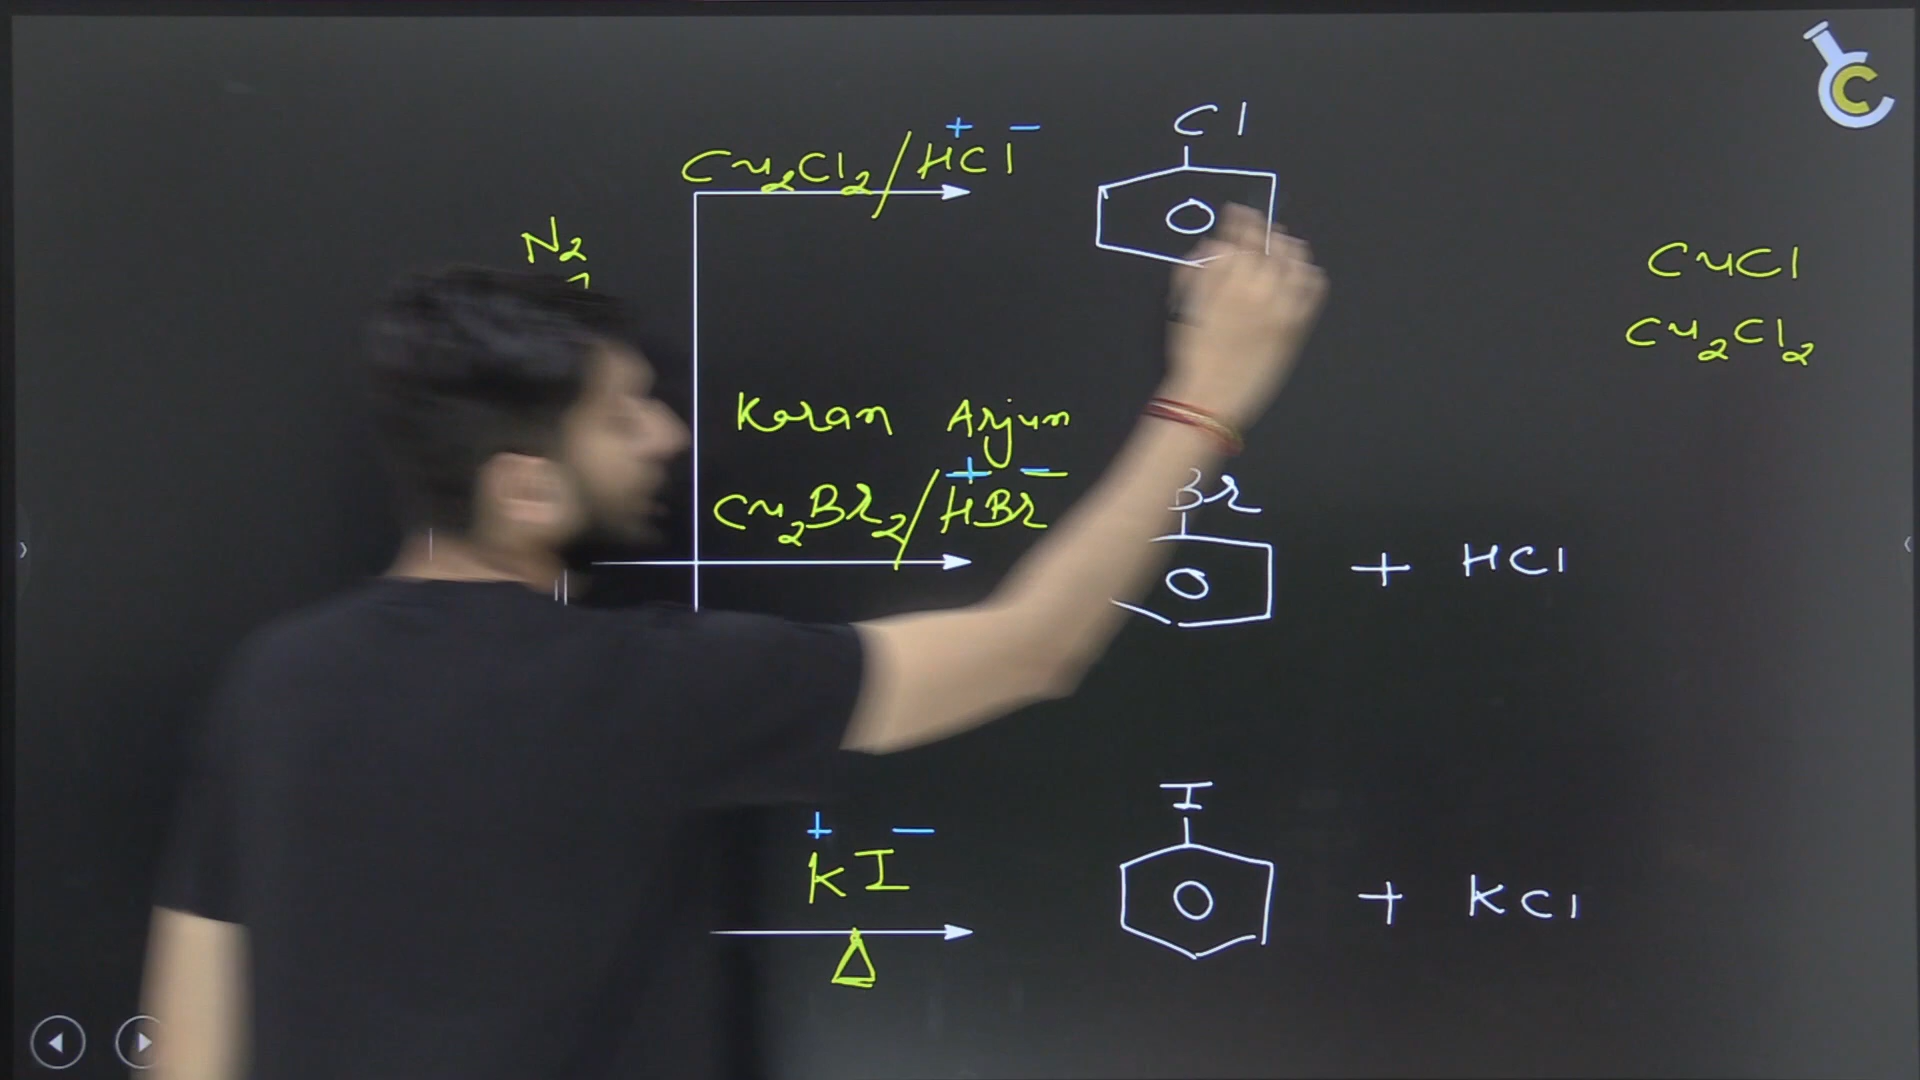 Cl
Cu₂Cl₂/HCl
+ −
N₂
CuCl
Cu₂Cl₂
Karan Arjun
+ −
Cu₂Br₂/HBr
Br
+ HCl
I
+ −
KI
Δ
+ KCl